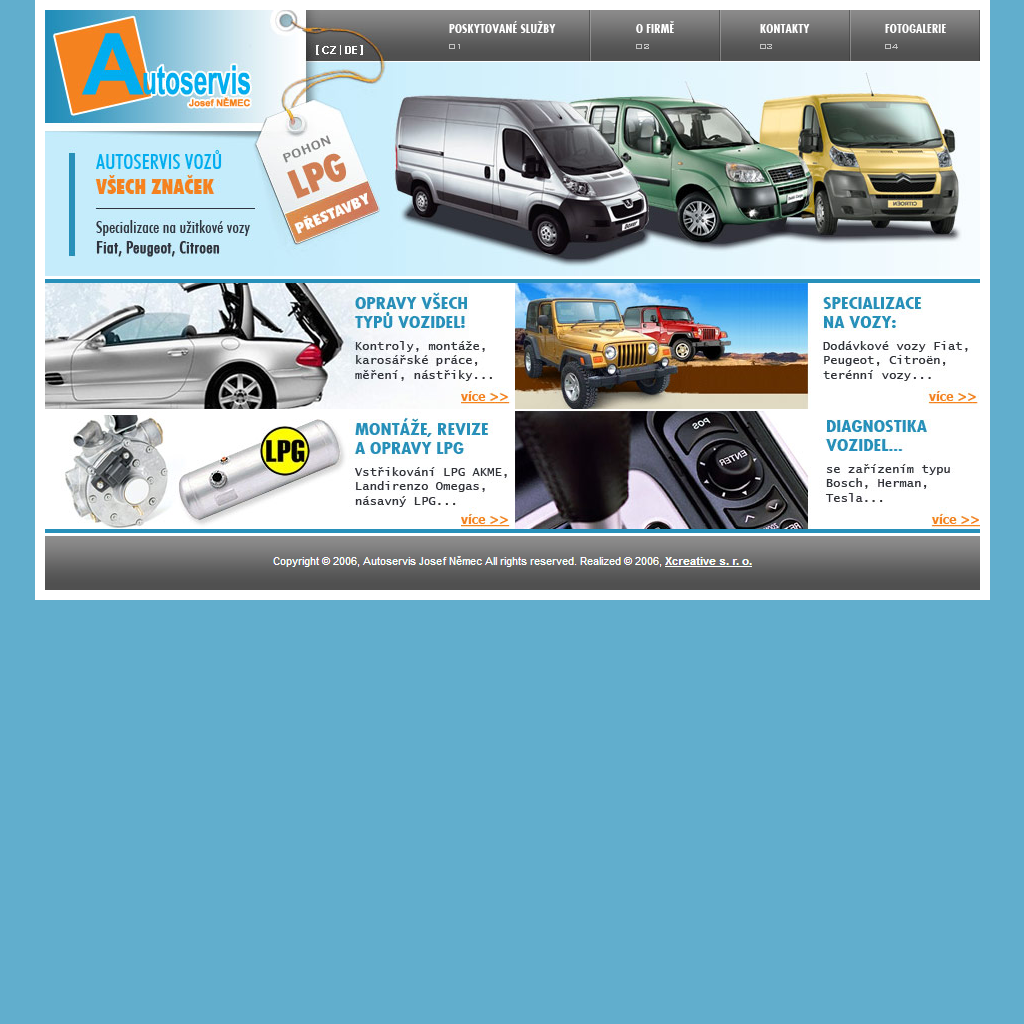 Autoservis
Josef NĚMEC
[ CZ | DE ]
POSKYTOVANÉ SLUŽBY
01
O FIRMĚ
02
KONTAKTY
03
FOTOGALERIE
04
POHON
LPG
PŘESTAVBY
AUTOSERVIS VOZŮ
VŠECH ZNAČEK
Specializace na užitkové vozy
Fiat, Peugeot, Citroen
OPRAVY VŠECH
TYPŮ VOZIDEL!
Kontroly, montáže,
karosářské práce,
měření, nástřiky...
více >>
SPECIALIZACE
NA VOZY:
Dodávkové vozy Fiat,
Peugeot, Citroën,
terénní vozy...
více >>
LPG
MONTÁŽE, REVIZE
A OPRAVY LPG
Vstřikování LPG AKME,
Landirenzo Omegas,
násavný LPG...
více >>
POS
ENTER
DIAGNOSTIKA
VOZIDEL...
se zařízením typu
Bosch, Herman,
Tesla...
více >>
Copyright © 2006, Autoservis Josef Němec All rights reserved. Realized © 2006, Xcreative s. r. o.